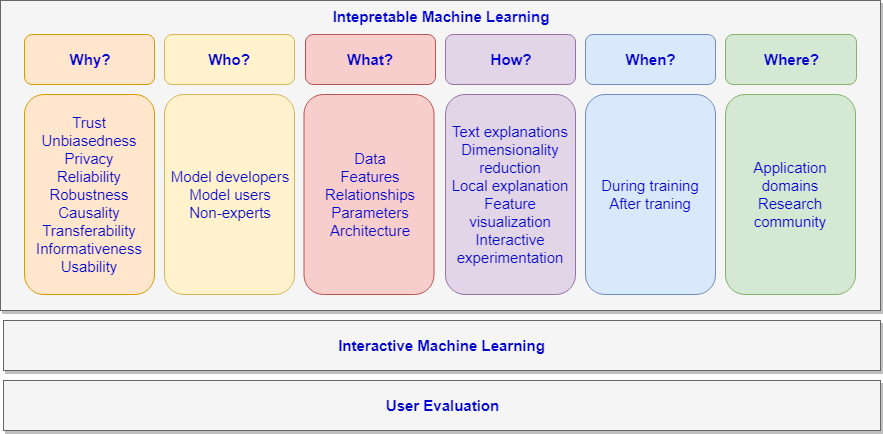 Intepretable Machine Learning
Why?
Who?
What?
How?
When?
Where?
Trust
Unbiasedness
Privacy
Reliability
Robustness
Causality
Transferability
Informativeness
Usability
Model developers
Model users
Non-experts
Data
Features
Relationships
Parameters
Architecture
Text explanations
Dimensionality
reduction
Local explanation
Feature
visualization
Interactive
experimentation
During training
After traning
Application
domains
Research
community
Interactive Machine Learning
User Evaluation